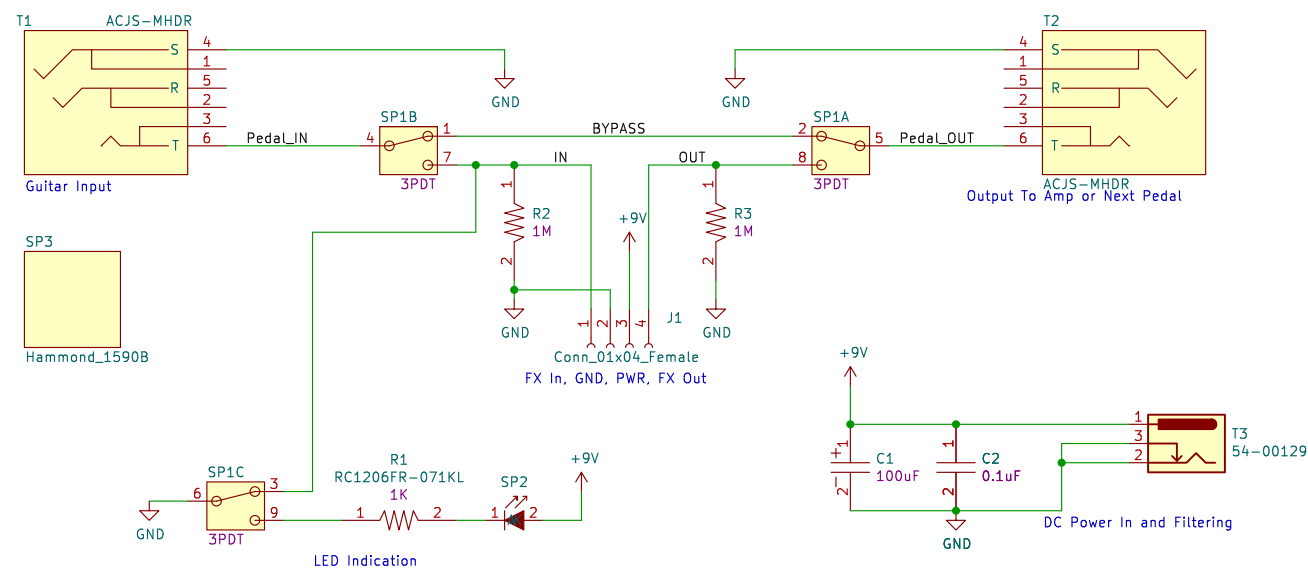 T1
ACJS-MHDR
S
4
1
R
5
2
3
T
6
Guitar Input
GND
Pedal_IN
SP1B
4
1
7
3PDT
BYPASS
IN
OUT
GND
SP1A
2
5
8
3PDT
Pedal_OUT
T2
4
S
1
5
R
2
3
6
T
ACJS-MHDR
Output To Amp or Next Pedal
1
R2
1M
2
GND
+9V
1
R3
1M
2
GND
1
2
3
4
J1
Conn_01x04_Female
FX In, GND, PWR, FX Out
SP3
Hammond_1590B
SP1C
6
3
9
3PDT
GND
R1
RC1206FR-071KL
1K
1
2
SP2
1
2
+9V
LED Indication
+9V
+
1
C1
100uF
2
-
1
C2
0.1uF
2
GND
1
3
2
T3
54-00129
DC Power In and Filtering